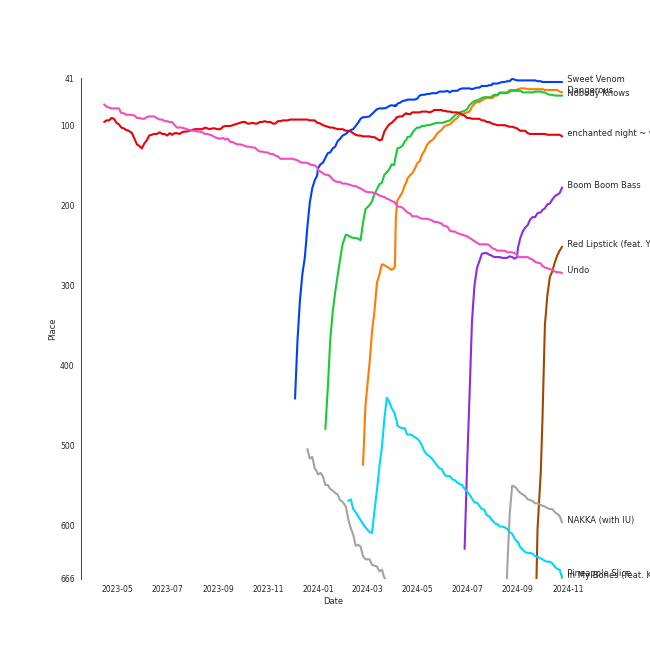 41
100
200
300
400
500
600
666
Place
2023-05
2023-07
2023-09
2023-11
2024-01
2024-03
2024-05
2024-07
2024-09
2024-11
Date
Sweet Venom
Dangerous
Nobody Knows
enchanted night ~
Boom Boom Bass
Red Lipstick (feat. Y
Undo
NAKKA (with IU)
Pineapple Slice
In My Bones (feat. K